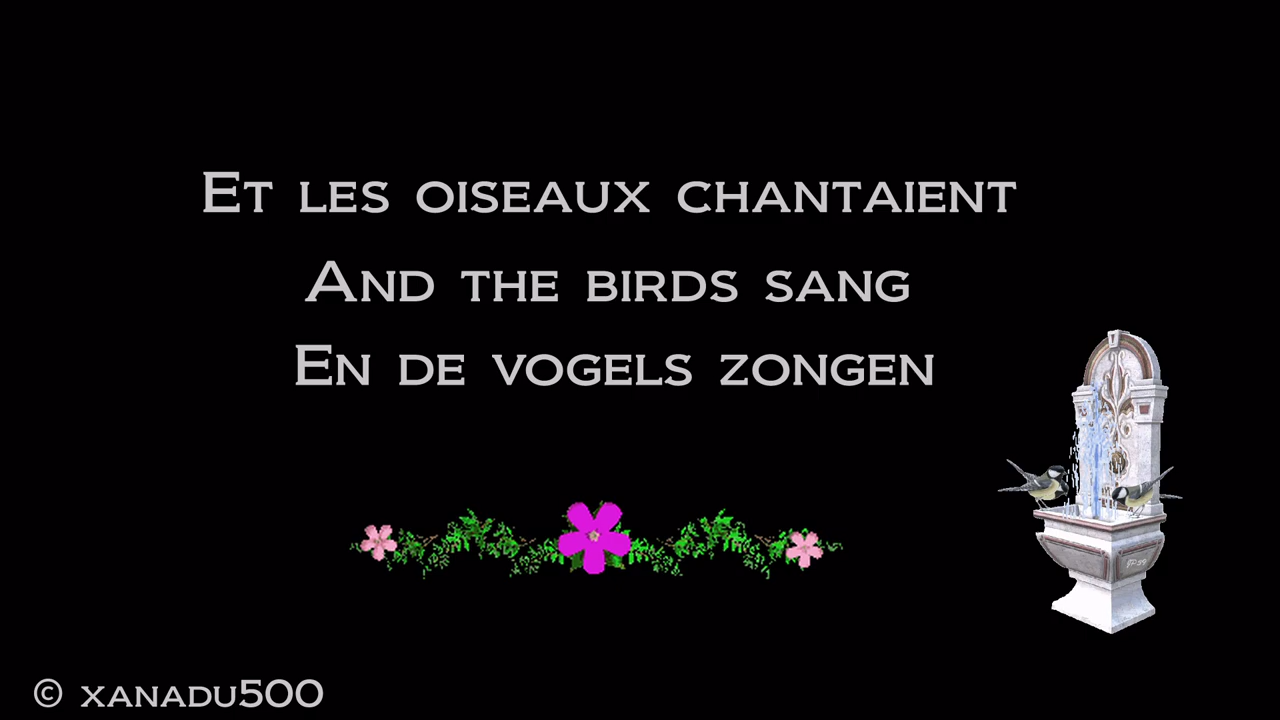 Et les oiseaux chantaient
And the birds sang
En de vogels zongen
© xanadu500